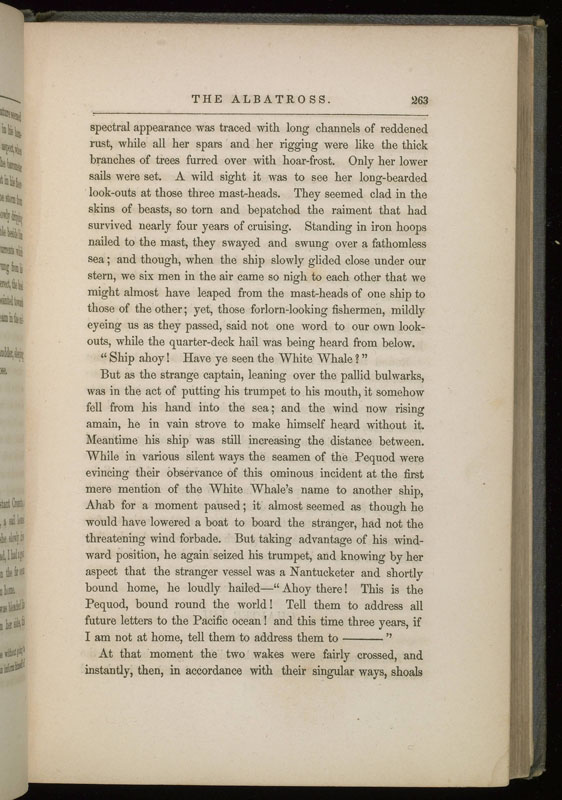 THE ALBATROSS. 263
spectral appearance was traced with long channels of reddened
rust, while all her spars and her rigging were like the thick
branches of trees furred over with hoar-frost. Only her lower
sails were set. A wild sight it was to see her long-bearded
look-outs at those three mast-heads. They seemed clad in the
skins of beasts, so torn and bepatched the raiment that had
survived nearly four years of cruising. Standing in iron hoops
nailed to the mast, they swayed and swung over a fathomless
sea; and though, when the ship slowly glided close under our
stern, we six men in the air came so nigh to each other that we
might almost have leaped from the mast-heads of one ship to
those of the other; yet, those forlorn-looking fishermen, mildly
eyeing us as they passed, said not one word to our own look-
outs, while the quarter-deck hail was being heard from below.
"Ship ahoy! Have ye seen the White Whale?"
But as the strange captain, leaning over the pallid bulwarks,
was in the act of putting his trumpet to his mouth, it somehow
fell from his hand into the sea; and the wind now rising
amain, he in vain strove to make himself heard without it.
Meantime his ship was still increasing the distance between.
While in various silent ways the seamen of the Pequod were
evincing their observance of this ominous incident at the first
mere mention of the White Whale's name to another ship,
Ahab for a moment paused; it almost seemed as though he
would have lowered a boat to board the stranger, had not the
threatening wind forbade. But taking advantage of his wind-
ward position, he again seized his trumpet, and knowing by her
aspect that the stranger vessel was a Nantucketer and shortly
bound home, he loudly hailed—"Ahoy there! This is the
Pequod, bound round the world! Tell them to address all
future letters to the Pacific ocean! and this time three years, if
I am not at home, tell them to address them to ———"
At that moment the two wakes were fairly crossed, and
instantly, then, in accordance with their singular ways, shoals